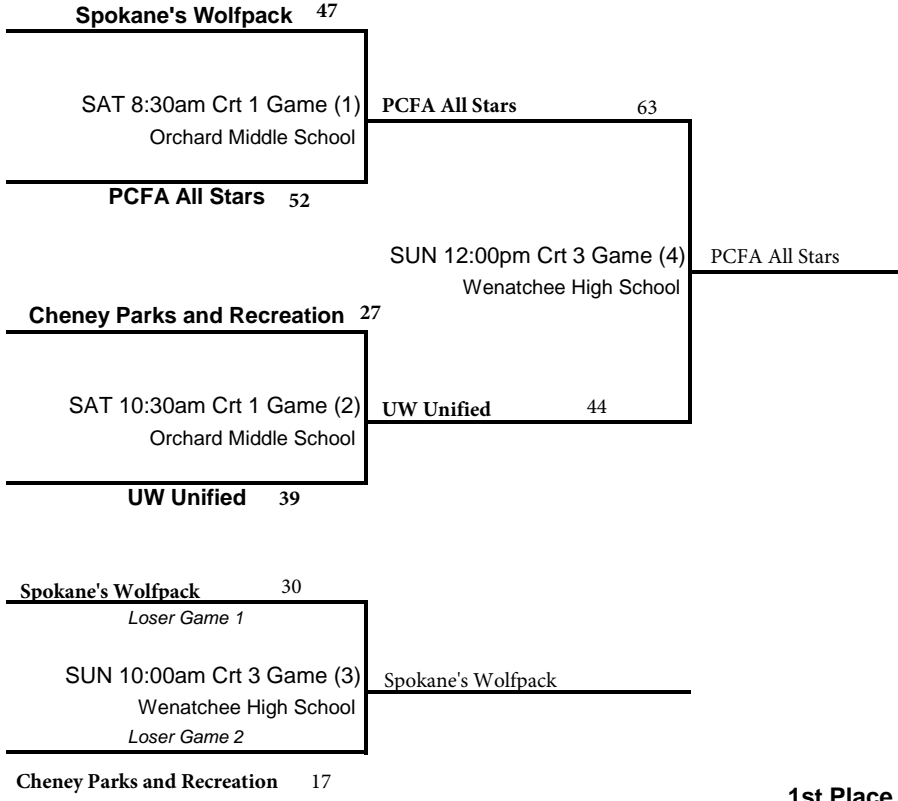 Spokane's Wolfpack 47
SAT 8:30am Crt 1 Game (1) PCFA All Stars 63
Orchard Middle School
PCFA All Stars 52
SUN 12:00pm Crt 3 Game (4) PCFA All Stars
Wenatchee High School
Cheney Parks and Recreation 27
SAT 10:30am Crt 1 Game (2) UW Unified 44
Orchard Middle School
UW Unified 39
Spokane's Wolfpack 30
Loser Game 1
SUN 10:00am Crt 3 Game (3) Spokane's Wolfpack
Wenatchee High School
Loser Game 2
Cheney Parks and Recreation 17
1st Place